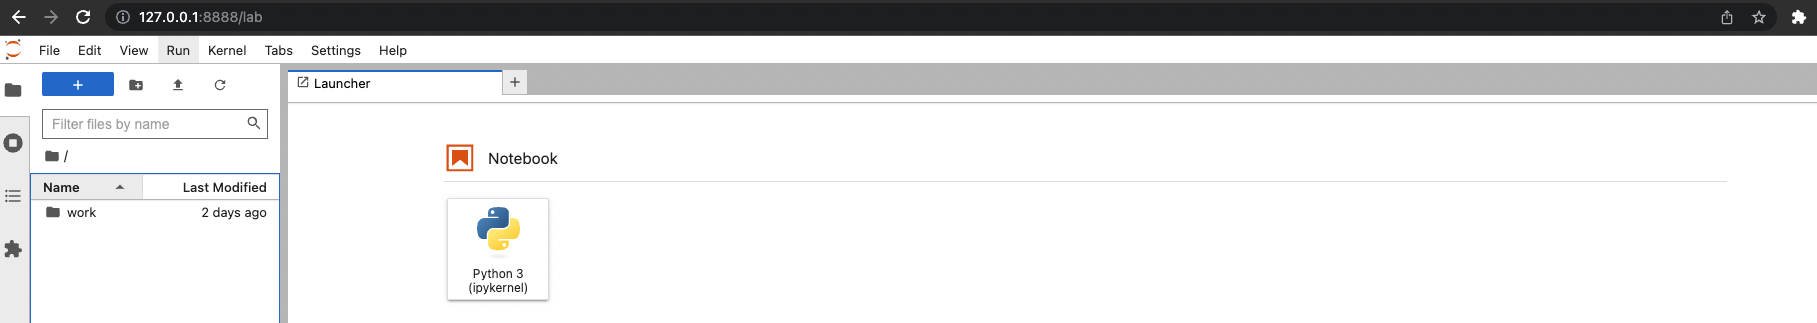 127.0.0.1:8888/lab
File Edit View Run Kernel Tabs Settings Help
Launcher
Filter files by name
/
Name Last Modified
work 2 days ago
Notebook
Python 3
(ipykernel)